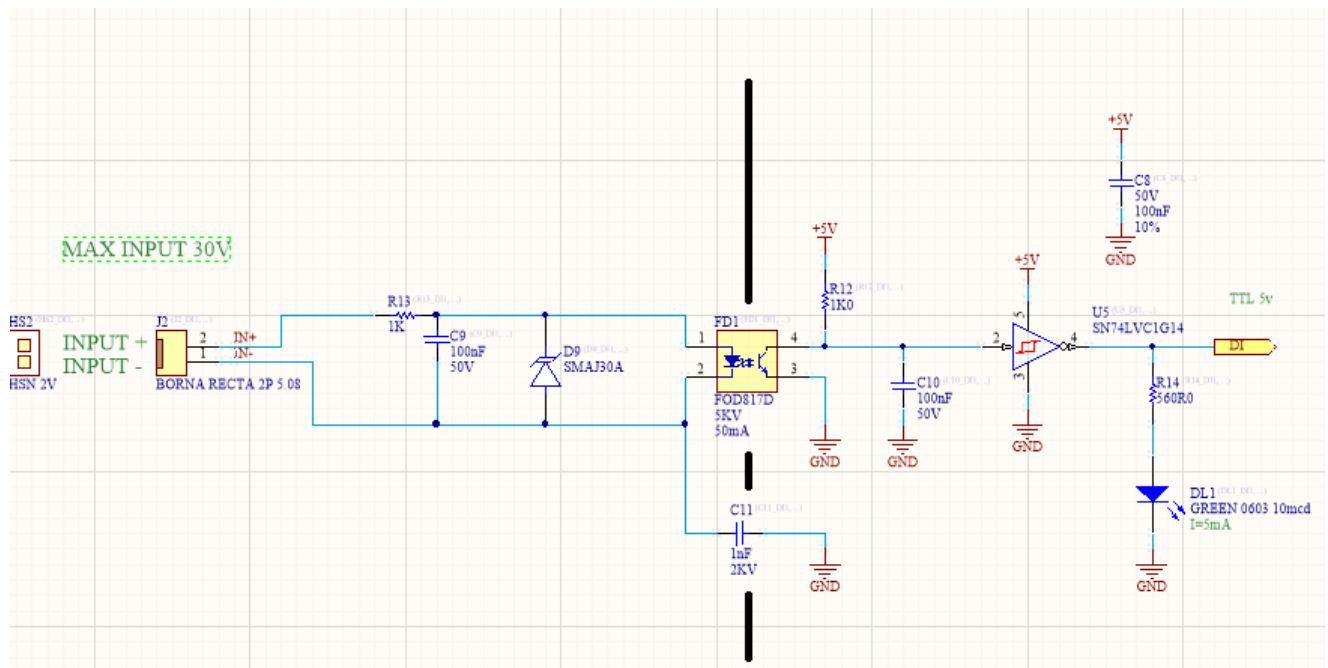 +5V
C8
50V
100nF
10%
GND
MAX INPUT 30V
+5V
+5V
R12
1K0
R13
1K
C9
100nF
50V
D9
SMAJ30A
HS2
HSN 2V
INPUT +
INPUT -
J2
2
1
IN+
IN-
BORNA RECTA 2P 5.08
FD1
1
2
4
3
FOD817D
5KV
50mA
GND
C10
100nF
50V
GND
2
5
4
3
U5
SN74LVC1G14
GND
TTL 5v
DI
R14
560R0
DL1
GREEN 0603 10mcd
I=5mA
GND
C11
1nF
2KV
GND